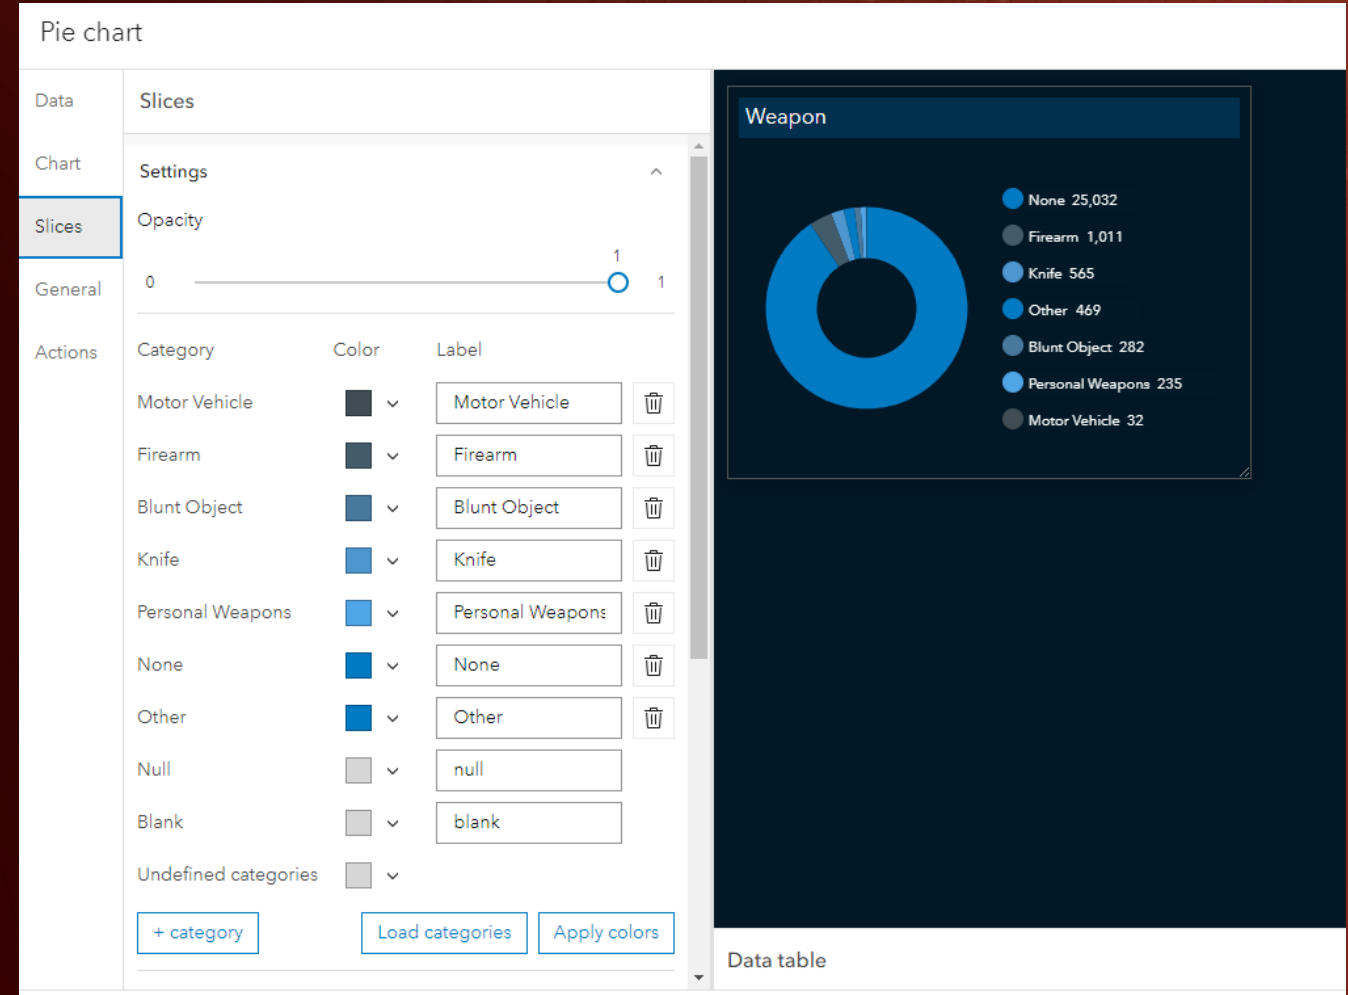 Pie chart
Data
Chart
Slices
General
Actions
Slices
Settings
Opacity
1
0 1
Category Color Label
Motor Vehicle Motor Vehicle
Firearm Firearm
Blunt Object Blunt Object
Knife Knife
Personal Weapons Personal Weapons
None None
Other Other
Null null
Blank blank
Undefined categories
+ category Load categories Apply colors
Weapon
None 25,032
Firearm 1,011
Knife 565
Other 469
Blunt Object 282
Personal Weapons 235
Motor Vehicle 32
Data table